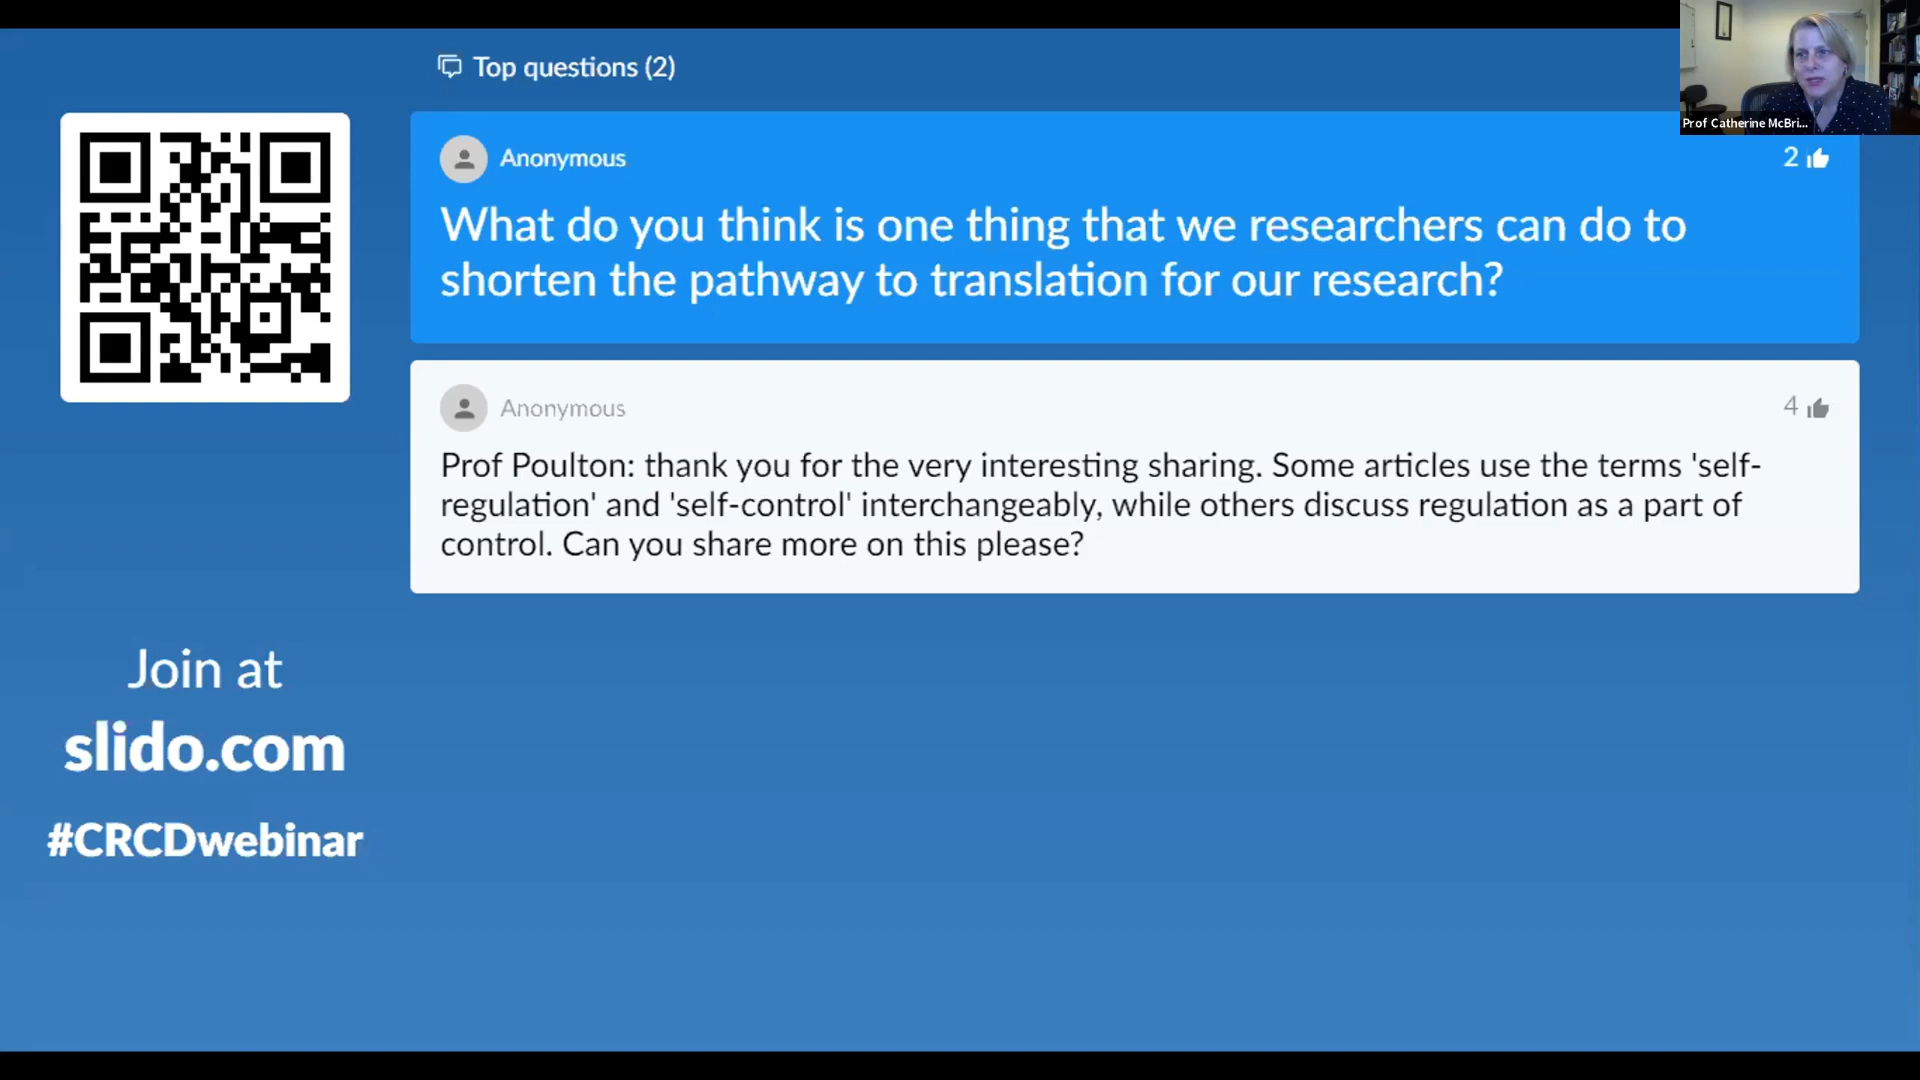 Top questions (2)
Prof Catherine McBri...
Anonymous
2
What do you think is one thing that we researchers can do to
shorten the pathway to translation for our research?
Anonymous
4
Prof Poulton: thank you for the very interesting sharing. Some articles use the terms 'self-
regulation' and 'self-control' interchangeably, while others discuss regulation as a part of
control. Can you share more on this please?
Join at
slido.com
#CRCDwebinar